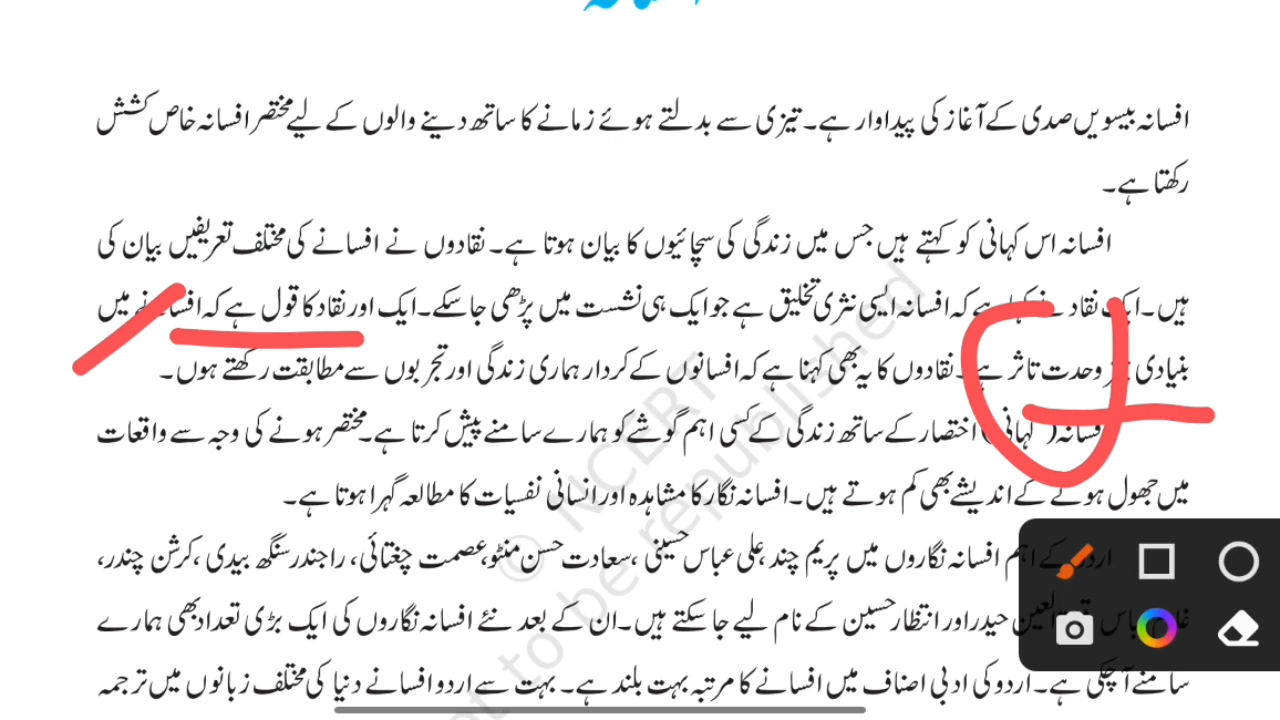 افسانہ بیسویں صدی کے آغاز کی پیداوار ہے۔ تیزی سے بدلتے ہوئے زمانے کا ساتھ دینے والوں کے لیے مختصر افسانہ خاص کشش
رکھتا ہے۔
افسانہ اس کہانی کو کہتے ہیں جس میں زندگی کی سچائیوں کا بیان ہوتا ہے۔ نقادوں نے افسانے کی مختلف تعریفیں بیان کی
ہیں۔ ایک نقاد نے کہا ہے کہ افسانہ ایسی نثری تخلیق ہے جو ایک ہی نشست میں پڑھی جاسکے۔ ایک اور نقاد کا قول ہے کہ افسانے میں
بنیادی وحدت تاثر ہے۔ نقادوں کا یہ بھی کہنا ہے کہ افسانوں کے کردار ہماری زندگی اور تجربوں سے مطابقت رکھتے ہوں۔
افسانہ (کہانی) اختصار کے ساتھ زندگی کے کسی اہم گوشے کو ہمارے سامنے پیش کرتا ہے۔ مختصر ہونے کی وجہ سے واقعات
میں جھول ہونے کے اندیشے بھی کم ہوتے ہیں۔ افسانہ نگار کا مشاہدہ اور انسانی نفسیات کا مطالعہ گہرا ہوتا ہے۔
اردو کے اہم افسانہ نگاروں میں پریم چند، علی عباس حسینی، سعادت حسن منٹو، عصمت چغتائی، راجندر سنگھ بیدی، کرشن چندر،
حیدر اور انتظار حسین کے نام لیے جاسکتے ہیں۔ ان کے بعد نئے افسانہ نگاروں کی ایک بڑی تعداد بھی ہمارے
سامنے آچکی ہے۔ اردو کی ادبی اصناف میں افسانے کا مرتبہ بہت بلند ہے۔ بہت سے اردو افسانے دنیا کی مختلف زبانوں میں ترجمہ
© NCERT
not to be republished